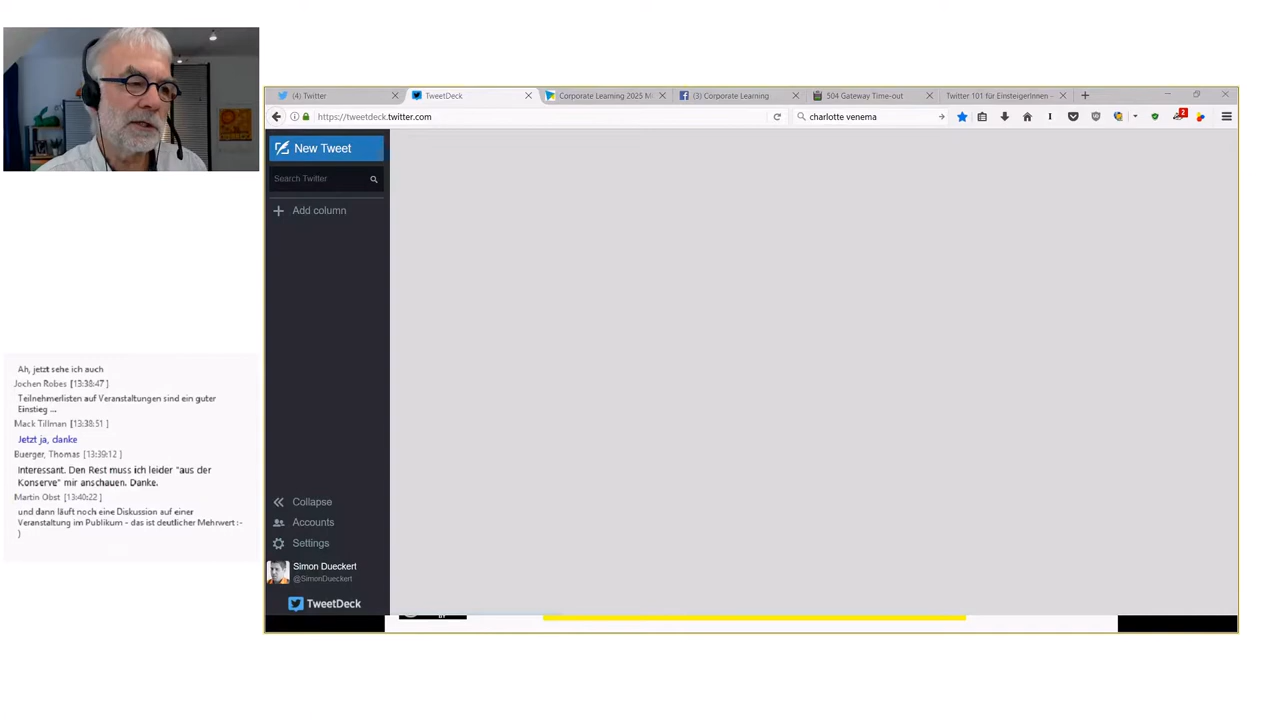 (4) Twitter
TweetDeck
Corporate Learning 2025 M
(3) Corporate Learning
504 Gateway Time-out
Twitter 101 für EinsteigerInnen –
https://tweetdeck.twitter.com
charlotte venema
2
New Tweet
Search Twitter
Add column
Collapse
Accounts
Settings
Simon Dueckert
@SimonDueckert
TweetDeck
Ah, jetzt sehe ich auch
Jochen Robes [13:38:47 ]
Teilnehmerlisten auf Veranstaltungen sind ein guter
Einstieg ...
Mack Tillman [13:38:51 ]
Jetzt ja, danke
Buerger, Thomas [13:39:12 ]
Interessant. Den Rest muss ich leider "aus der
Konserve" mir anschauen. Danke.
Martin Obst [13:40:22 ]
und dann läuft noch eine Diskussion auf einer
Veranstaltung im Publikum - das ist deutlicher Mehrwert :-
)